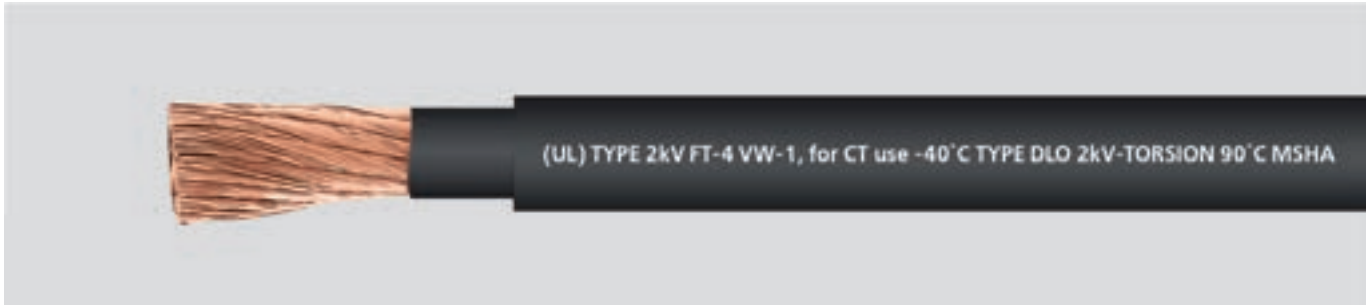 (UL) TYPE 2kV FT-4 VW-1, for CT use -40°C TYPE DLO 2kV-TORSION 90°C MSHA